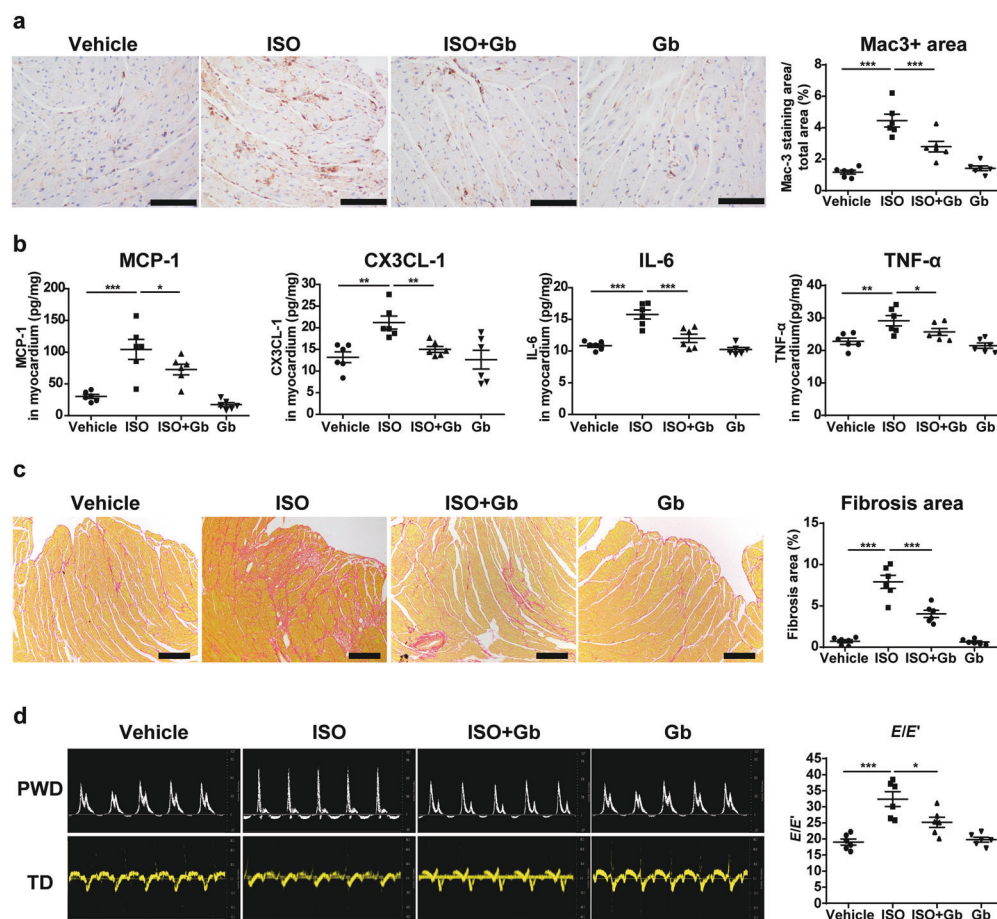 a
Vehicle
ISO
ISO+Gb
Gb
Mac3+ area
Mac-3 staining area/
total area (%)
8
6
4
2
0
***
***
Vehicle
ISO
ISO+Gb
Gb
b
MCP-1
MCP-1
in myocardium (pg/mg)
200
150
100
50
0
***
*
Vehicle
ISO
ISO+Gb
Gb
CX3CL-1
CX3CL-1
in myocardium (pg/mg)
30
25
20
15
10
5
0
**
**
Vehicle
ISO
ISO+Gb
Gb
IL-6
IL-6
in myocardium (pg/mg)
20
15
10
5
0
***
***
Vehicle
ISO
ISO+Gb
Gb
TNF-α
TNF-α
in myocardium(pg/mg)
40
30
20
10
0
**
*
Vehicle
ISO
ISO+Gb
Gb
c
Vehicle
ISO
ISO+Gb
Gb
Fibrosis area
Fibrosis area (%)
15
10
5
0
***
***
Vehicle
ISO
ISO+Gb
Gb
d
Vehicle
ISO
ISO+Gb
Gb
PWD
TD
E/E'
E/E'
45
40
35
30
25
20
15
10
5
0
***
*
Vehicle
ISO
ISO+Gb
Gb